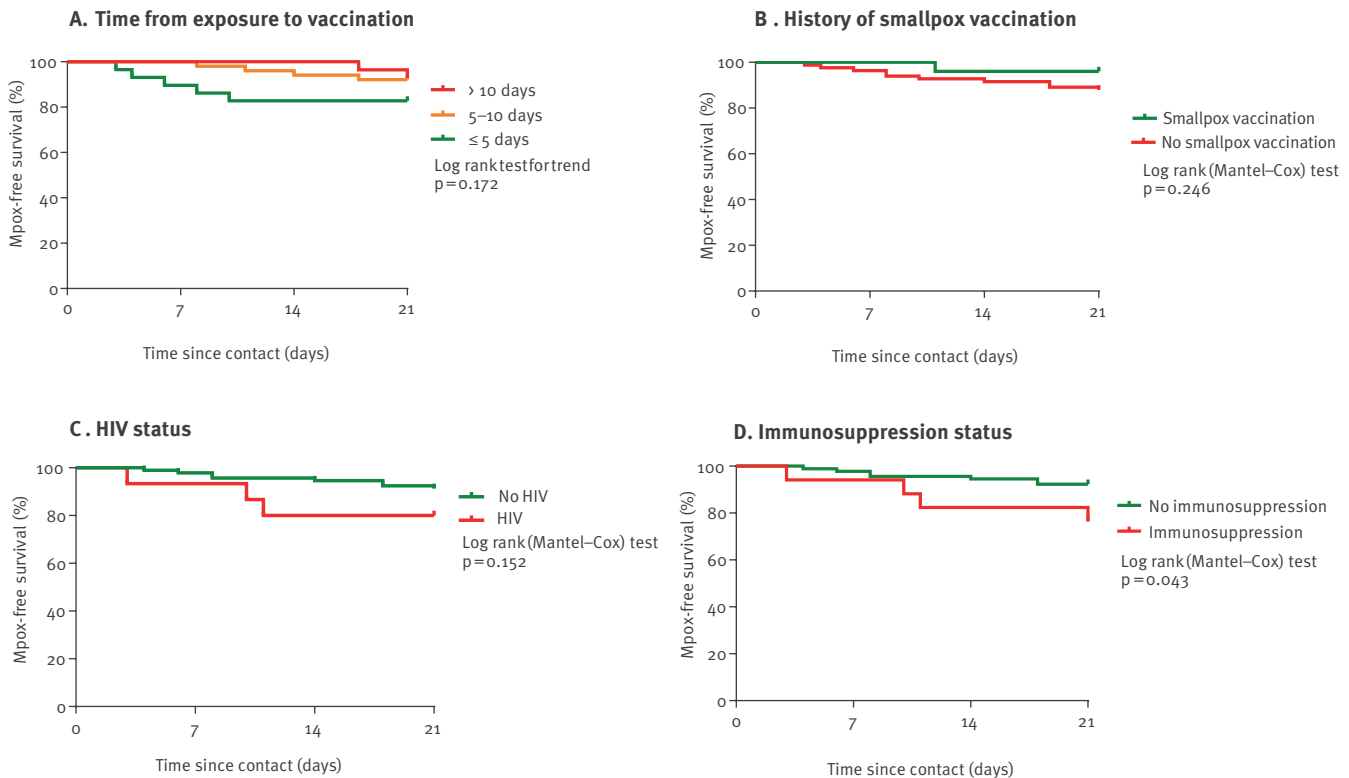 A. Time from exposure to vaccination
Mpox-free survival (%)
100
80
60
40
20
0
0 7 14 21
Time since contact (days)
> 10 days
5–10 days
≤ 5 days
Log rank test for trend
p=0.172
B . History of smallpox vaccination
Mpox-free survival (%)
100
80
60
40
20
0
0 7 14 21
Time since contact (days)
Smallpox vaccination
No smallpox vaccination
Log rank (Mantel–Cox) test
p=0.246
C . HIV status
Mpox-free survival (%)
100
80
60
40
20
0
0 7 14 21
Time since contact (days)
No HIV
HIV
Log rank (Mantel–Cox) test
p=0.152
D. Immunosuppression status
Mpox-free survival (%)
100
80
60
40
20
0
0 7 14 21
Time since contact (days)
No immunosuppression
Immunosuppression
Log rank (Mantel–Cox) test
p=0.043